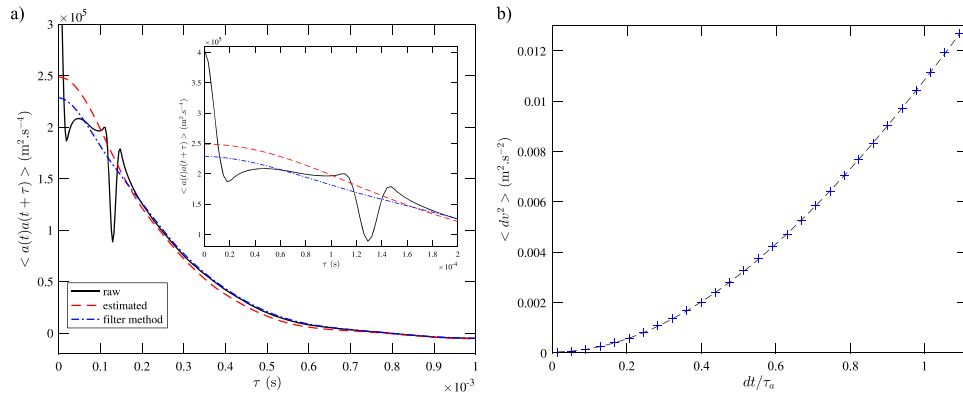 a)
× 10⁵
3
2.5
2
1.5
1
0.5
0
< a(t)a(t + τ) > (m².s⁻⁴)
0 0.1 0.2 0.3 0.4 0.5 0.6 0.7 0.8 0.9 1
τ (s)
×10⁻³
raw
estimated
filter method
×10⁵
4
3.5
3
2.5
2
1.5
1
< a(t)a(t + τ) > (m².s⁻⁴)
0 0.2 0.4 0.6 0.8 1 1.2 1.4 1.6 1.8 2
τ (s)
×10⁻⁴
b)
0.012
0.01
0.008
0.006
0.004
0.002
0
< dv² > (m².s⁻²)
0 0.2 0.4 0.6 0.8 1
dt/τₐ